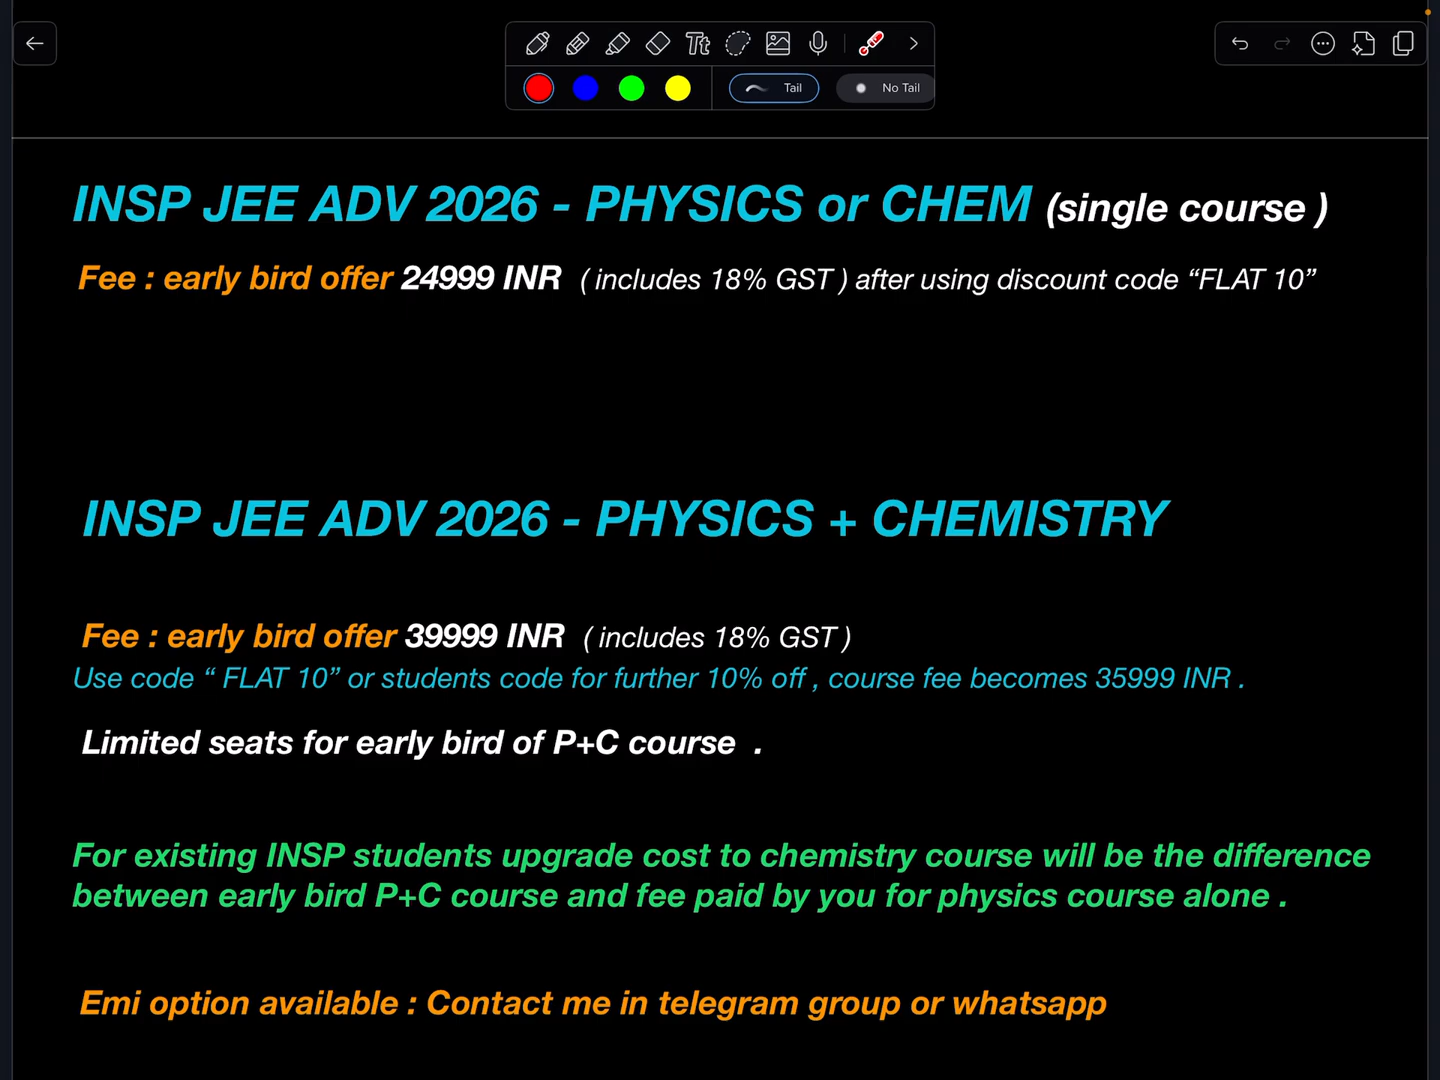 Tt
Tail
No Tail
INSP JEE ADV 2026 - PHYSICS or CHEM (single course )
Fee : early bird offer 24999 INR ( includes 18% GST ) after using discount code “FLAT 10”
INSP JEE ADV 2026 - PHYSICS + CHEMISTRY
Fee : early bird offer 39999 INR ( includes 18% GST )
Use code “ FLAT 10” or students code for further 10% off , course fee becomes 35999 INR .
Limited seats for early bird of P+C course .
For existing INSP students upgrade cost to chemistry course will be the difference
between early bird P+C course and fee paid by you for physics course alone .
Emi option available : Contact me in telegram group or whatsapp